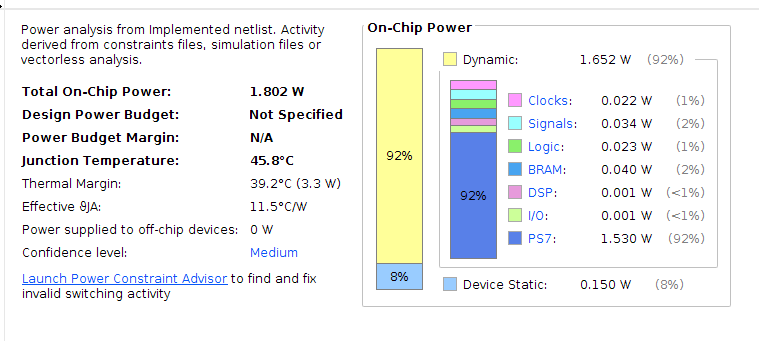 Power analysis from Implemented netlist. Activity
derived from constraints files, simulation files or
vectorless analysis.
Total On-Chip Power: 1.802 W
Design Power Budget: Not Specified
Power Budget Margin: N/A
Junction Temperature: 45.8°C
Thermal Margin: 39.2°C (3.3 W)
Effective ϑJA: 11.5°C/W
Power supplied to off-chip devices: 0 W
Confidence level: Medium
Launch Power Constraint Advisor to find and fix
invalid switching activity
On-Chip Power
92%
8%
Dynamic: 1.652 W (92%)
92%
Clocks: 0.022 W (1%)
Signals: 0.034 W (2%)
Logic: 0.023 W (1%)
BRAM: 0.040 W (2%)
DSP: 0.001 W (<1%)
I/O: 0.001 W (<1%)
PS7: 1.530 W (92%)
Device Static: 0.150 W (8%)